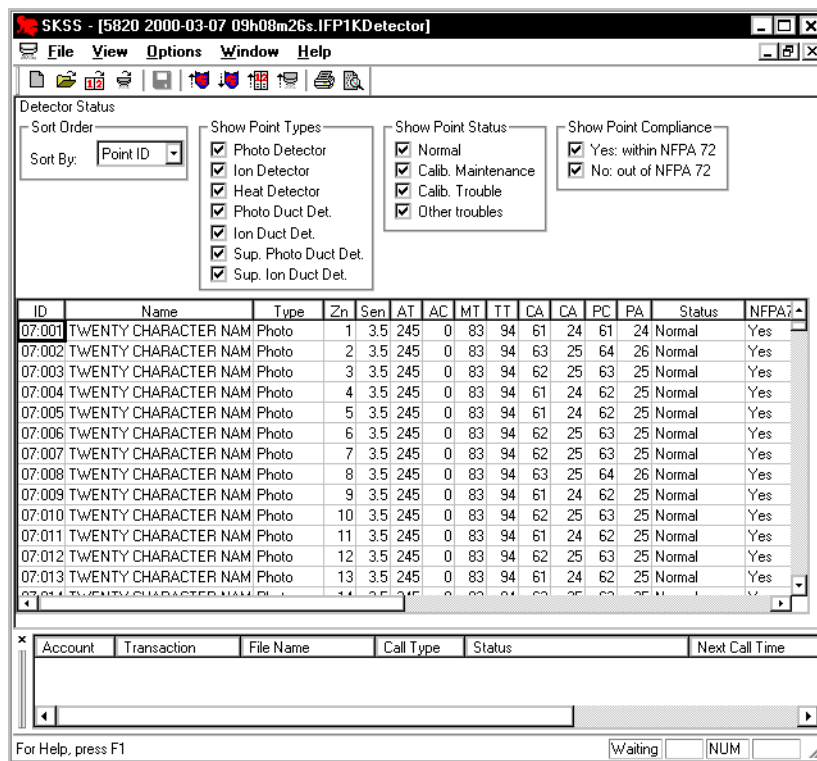 SKSS - [5820 2000-03-07 09h08m26s.IFP1KDetector]
File View Options Window Help
Detector Status
Sort Order
Sort By: Point ID
Show Point Types
Photo Detector
Ion Detector
Heat Detector
Photo Duct Det.
Ion Duct Det.
Sup. Photo Duct Det.
Sup. Ion Duct Det.
Show Point Status
Normal
Calib. Maintenance
Calib. Trouble
Other troubles
Show Point Compliance
Yes: within NFPA 72
No: out of NFPA 72
ID Name Type Zn Sen AT AC MT TT CA CA PC PA Status NFPA7
07:001 TWENTY CHARACTER NAM Photo 1 3.5 245 0 83 94 61 24 61 24 Normal Yes
07:002 TWENTY CHARACTER NAM Photo 2 3.5 245 0 83 94 63 25 64 26 Normal Yes
07:003 TWENTY CHARACTER NAM Photo 3 3.5 245 0 83 94 62 25 63 25 Normal Yes
07:004 TWENTY CHARACTER NAM Photo 4 3.5 245 0 83 94 61 24 62 25 Normal Yes
07:005 TWENTY CHARACTER NAM Photo 5 3.5 245 0 83 94 61 24 62 25 Normal Yes
07:006 TWENTY CHARACTER NAM Photo 6 3.5 245 0 83 94 62 25 63 25 Normal Yes
07:007 TWENTY CHARACTER NAM Photo 7 3.5 245 0 83 94 62 25 63 25 Normal Yes
07:008 TWENTY CHARACTER NAM Photo 8 3.5 245 0 83 94 63 25 64 26 Normal Yes
07:009 TWENTY CHARACTER NAM Photo 9 3.5 245 0 83 94 61 24 62 25 Normal Yes
07:010 TWENTY CHARACTER NAM Photo 10 3.5 245 0 83 94 62 25 63 25 Normal Yes
07:011 TWENTY CHARACTER NAM Photo 11 3.5 245 0 83 94 61 24 62 25 Normal Yes
07:012 TWENTY CHARACTER NAM Photo 12 3.5 245 0 83 94 62 25 63 25 Normal Yes
07:013 TWENTY CHARACTER NAM Photo 13 3.5 245 0 83 94 61 24 62 25 Normal Yes
Account Transaction File Name Call Type Status Next Call Time
For Help, press F1 Waiting NUM